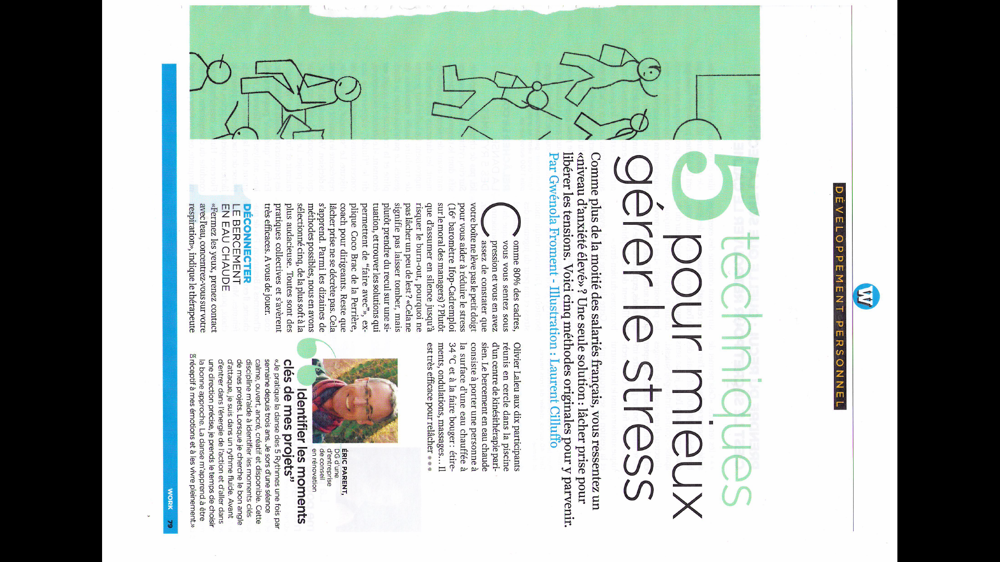 DÉVELOPPEMENT PERSONNEL
W
5 techniques
pour mieux
gérer le stress
Comme plus de la moitié des salariés français, vous ressentez un
«niveau d'anxiété élevé» ? Une seule solution : lâcher prise pour
libérer les tensions. Voici cinq méthodes originales pour y parvenir.
Par Gwénola Froment - Illustration : Laurent Cilluffo
Comme 80% des cadres,
vous vous sentez sous
pression et vous en avez
assez de constater que
votre boîte ne lève pas le petit doigt
pour vous aider à réduire le stress
(16e baromètre Ifop-Cadremploi
sur le moral des managers) ? Plutôt
que d'assumer en silence jusqu'à
risquer le burn-out, pourquoi ne
pas lâcher un peu de lest ? «Cela ne
signifie pas laisser tomber, mais
plutôt prendre du recul sur une si-
tuation, et trouver les solutions qui
permettent de “faire avec”», ex-
plique Coco Brac de la Perrière,
coach pour dirigeants. Reste que
lâcher prise ne se décrète pas. Cela
s'apprend. Parmi les dizaines de
méthodes possibles, nous en avons
sélectionné cinq, de la plus soft à la
plus audacieuse. Toutes sont des
pratiques collectives et s'avèrent
très efficaces. A vous de jouer.
DÉCONNECTER
LE BERCEMENT
EN EAU CHAUDE
«Fermez les yeux, prenez contact
avec l'eau, concentrez-vous sur votre
respiration», indique le thérapeute
Olivier Laleu aux dix participants
réunis en cercle dans la piscine
d'un centre de kinésithérapie pari-
sien. Le bercement en eau chaude
consiste à porter une personne à
la surface d'une eau chauffée à
34 °C et à la faire bouger : étire-
ments, ondulations, massages... Il
est très efficace pour relâcher •••
ÉRIC PARENT,
DG d'une
d'entreprise
de conseil
en rénovation
“Identifier les moments
clés de mes projets”
«Je pratique la danse des 5 Rythmes une fois par
semaine depuis trois ans. Je sors d'une séance
calme, ouvert, ancré, créatif et disponible. Cette
discipline m'aide à identifier les moments clés
de mes projets. Lorsque je cherche le bon angle
d'attaque, je suis dans un rythme fluide. Avant
d'entrer dans l'énergie de l'action et d'aller dans
une direction précise, je prends le temps de choisir
la bonne approche. La danse m'apprend à être
réceptif à mes émotions et à les vivre pleinement.»
DR
WORK 79